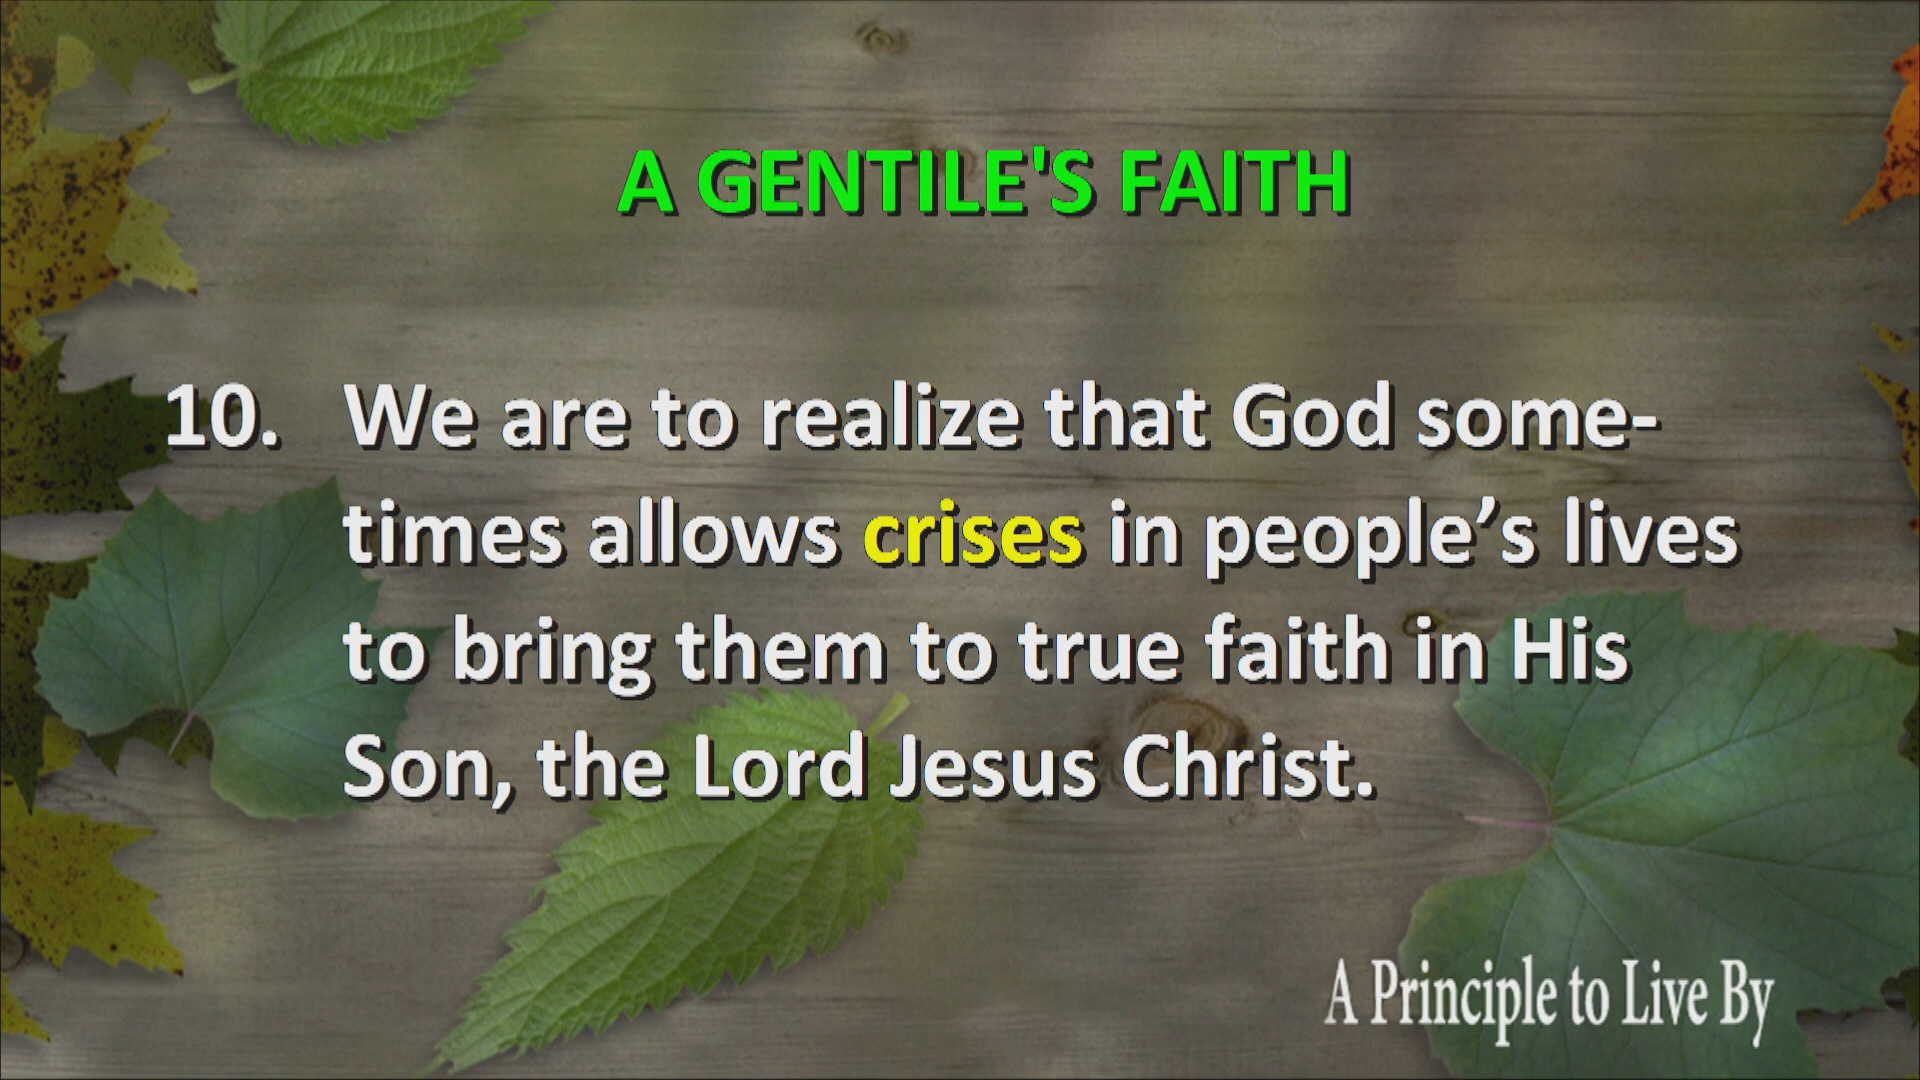 A GENTILE'S FAITH
10. We are to realize that God some-
times allows crises in people’s lives
to bring them to true faith in His
Son, the Lord Jesus Christ.
A Principle to Live By